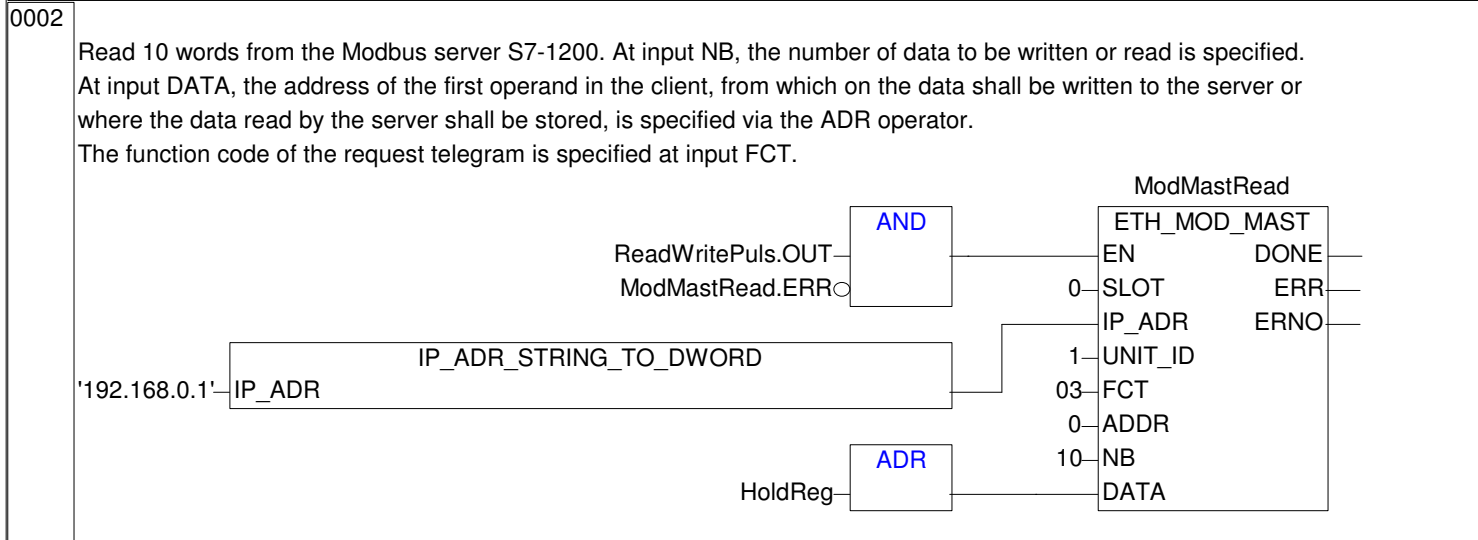 0002
Read 10 words from the Modbus server S7-1200. At input NB, the number of data to be written or read is specified.
At input DATA, the address of the first operand in the client, from which on the data shall be written to the server or
where the data read by the server shall be stored, is specified via the ADR operator.
The function code of the request telegram is specified at input FCT.
ModMastRead
AND ETH_MOD_MAST
ReadWritePuls.OUT EN DONE
ModMastRead.ERR 0 SLOT ERR
IP_ADR ERNO
IP_ADR_STRING_TO_DWORD 1 UNIT_ID
'192.168.0.1' IP_ADR 03 FCT
0 ADDR
ADR 10 NB
HoldReg DATA